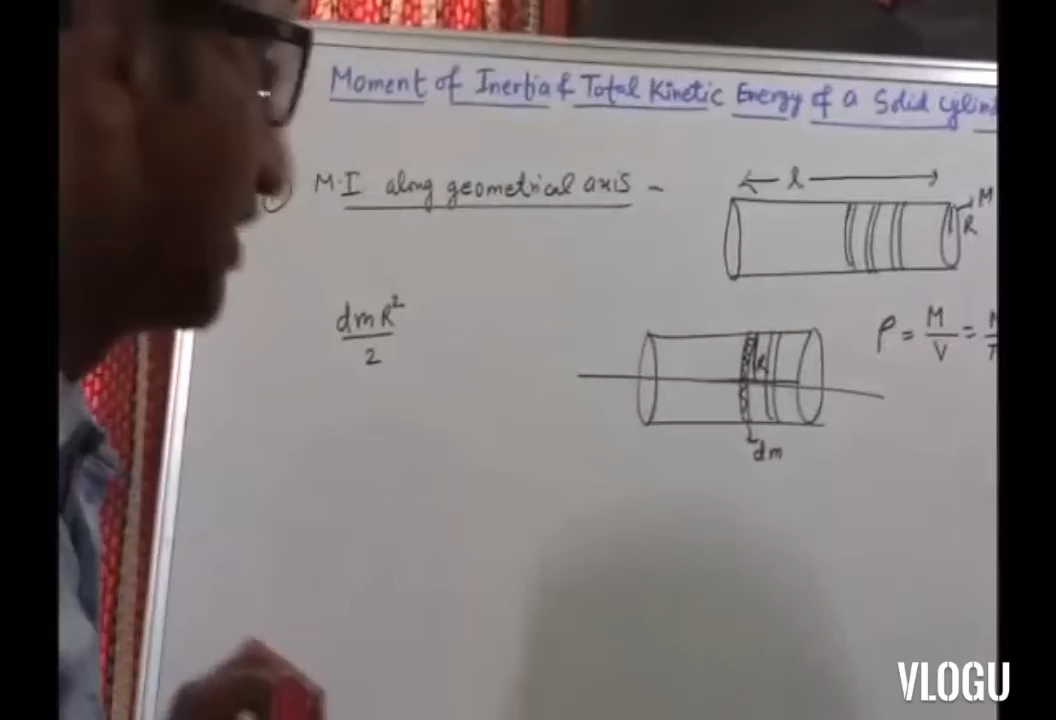 Moment of Inertia & Total Kinetic Energy of a Solid
M.I along geometrical axis -
l
M
R
dmR²
2
R
dm
ρ = M/V =
VLOGU